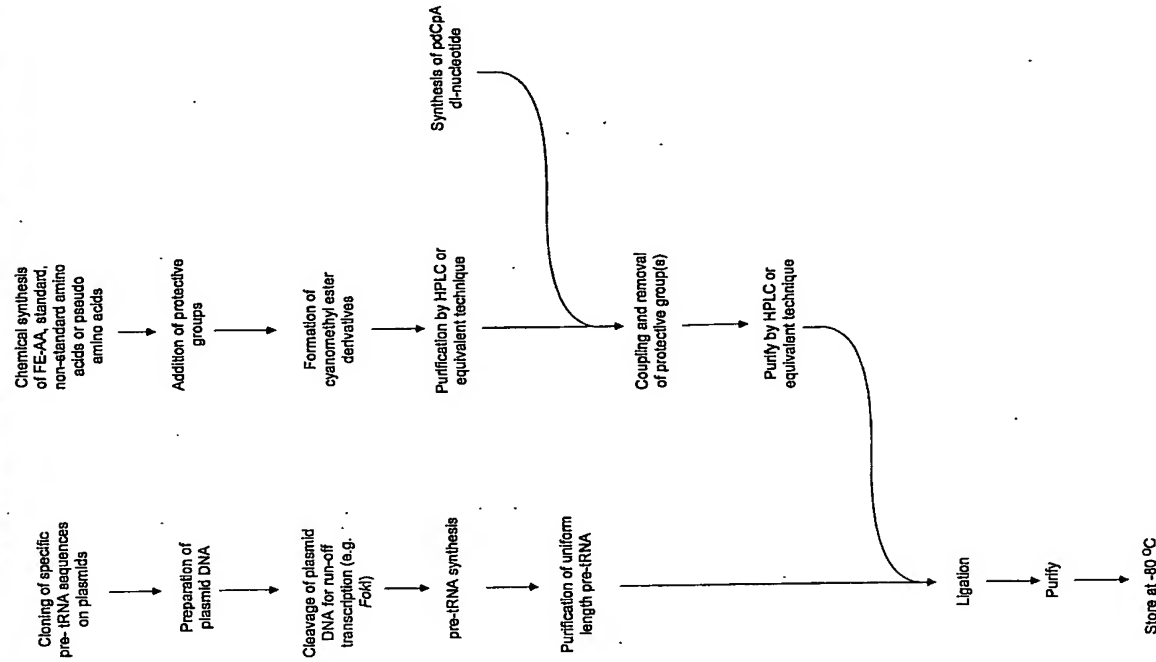 Cloning of specific
pre- tRNA sequences
on plasmids
Preparation of
plasmid DNA
Cleavage of plasmid
DNA for run-off
transcription (e.g.
FokI)
pre-tRNA synthesis
Purification of uniform
length pre-tRNA
Chemical synthesis
of FE-AA, standard,
non-standard amino
acids or pseudo
amino acids
Addition of protective
groups
Formation of
cyanomethyl ester
derivatives
Purification by HPLC or
equivalent technique
Synthesis of pdCpA
di-nucleotide
Coupling and removal
of protective group(s)
Purify by HPLC or
equivalent technique
Ligation
Purify
Store at -80 ºC